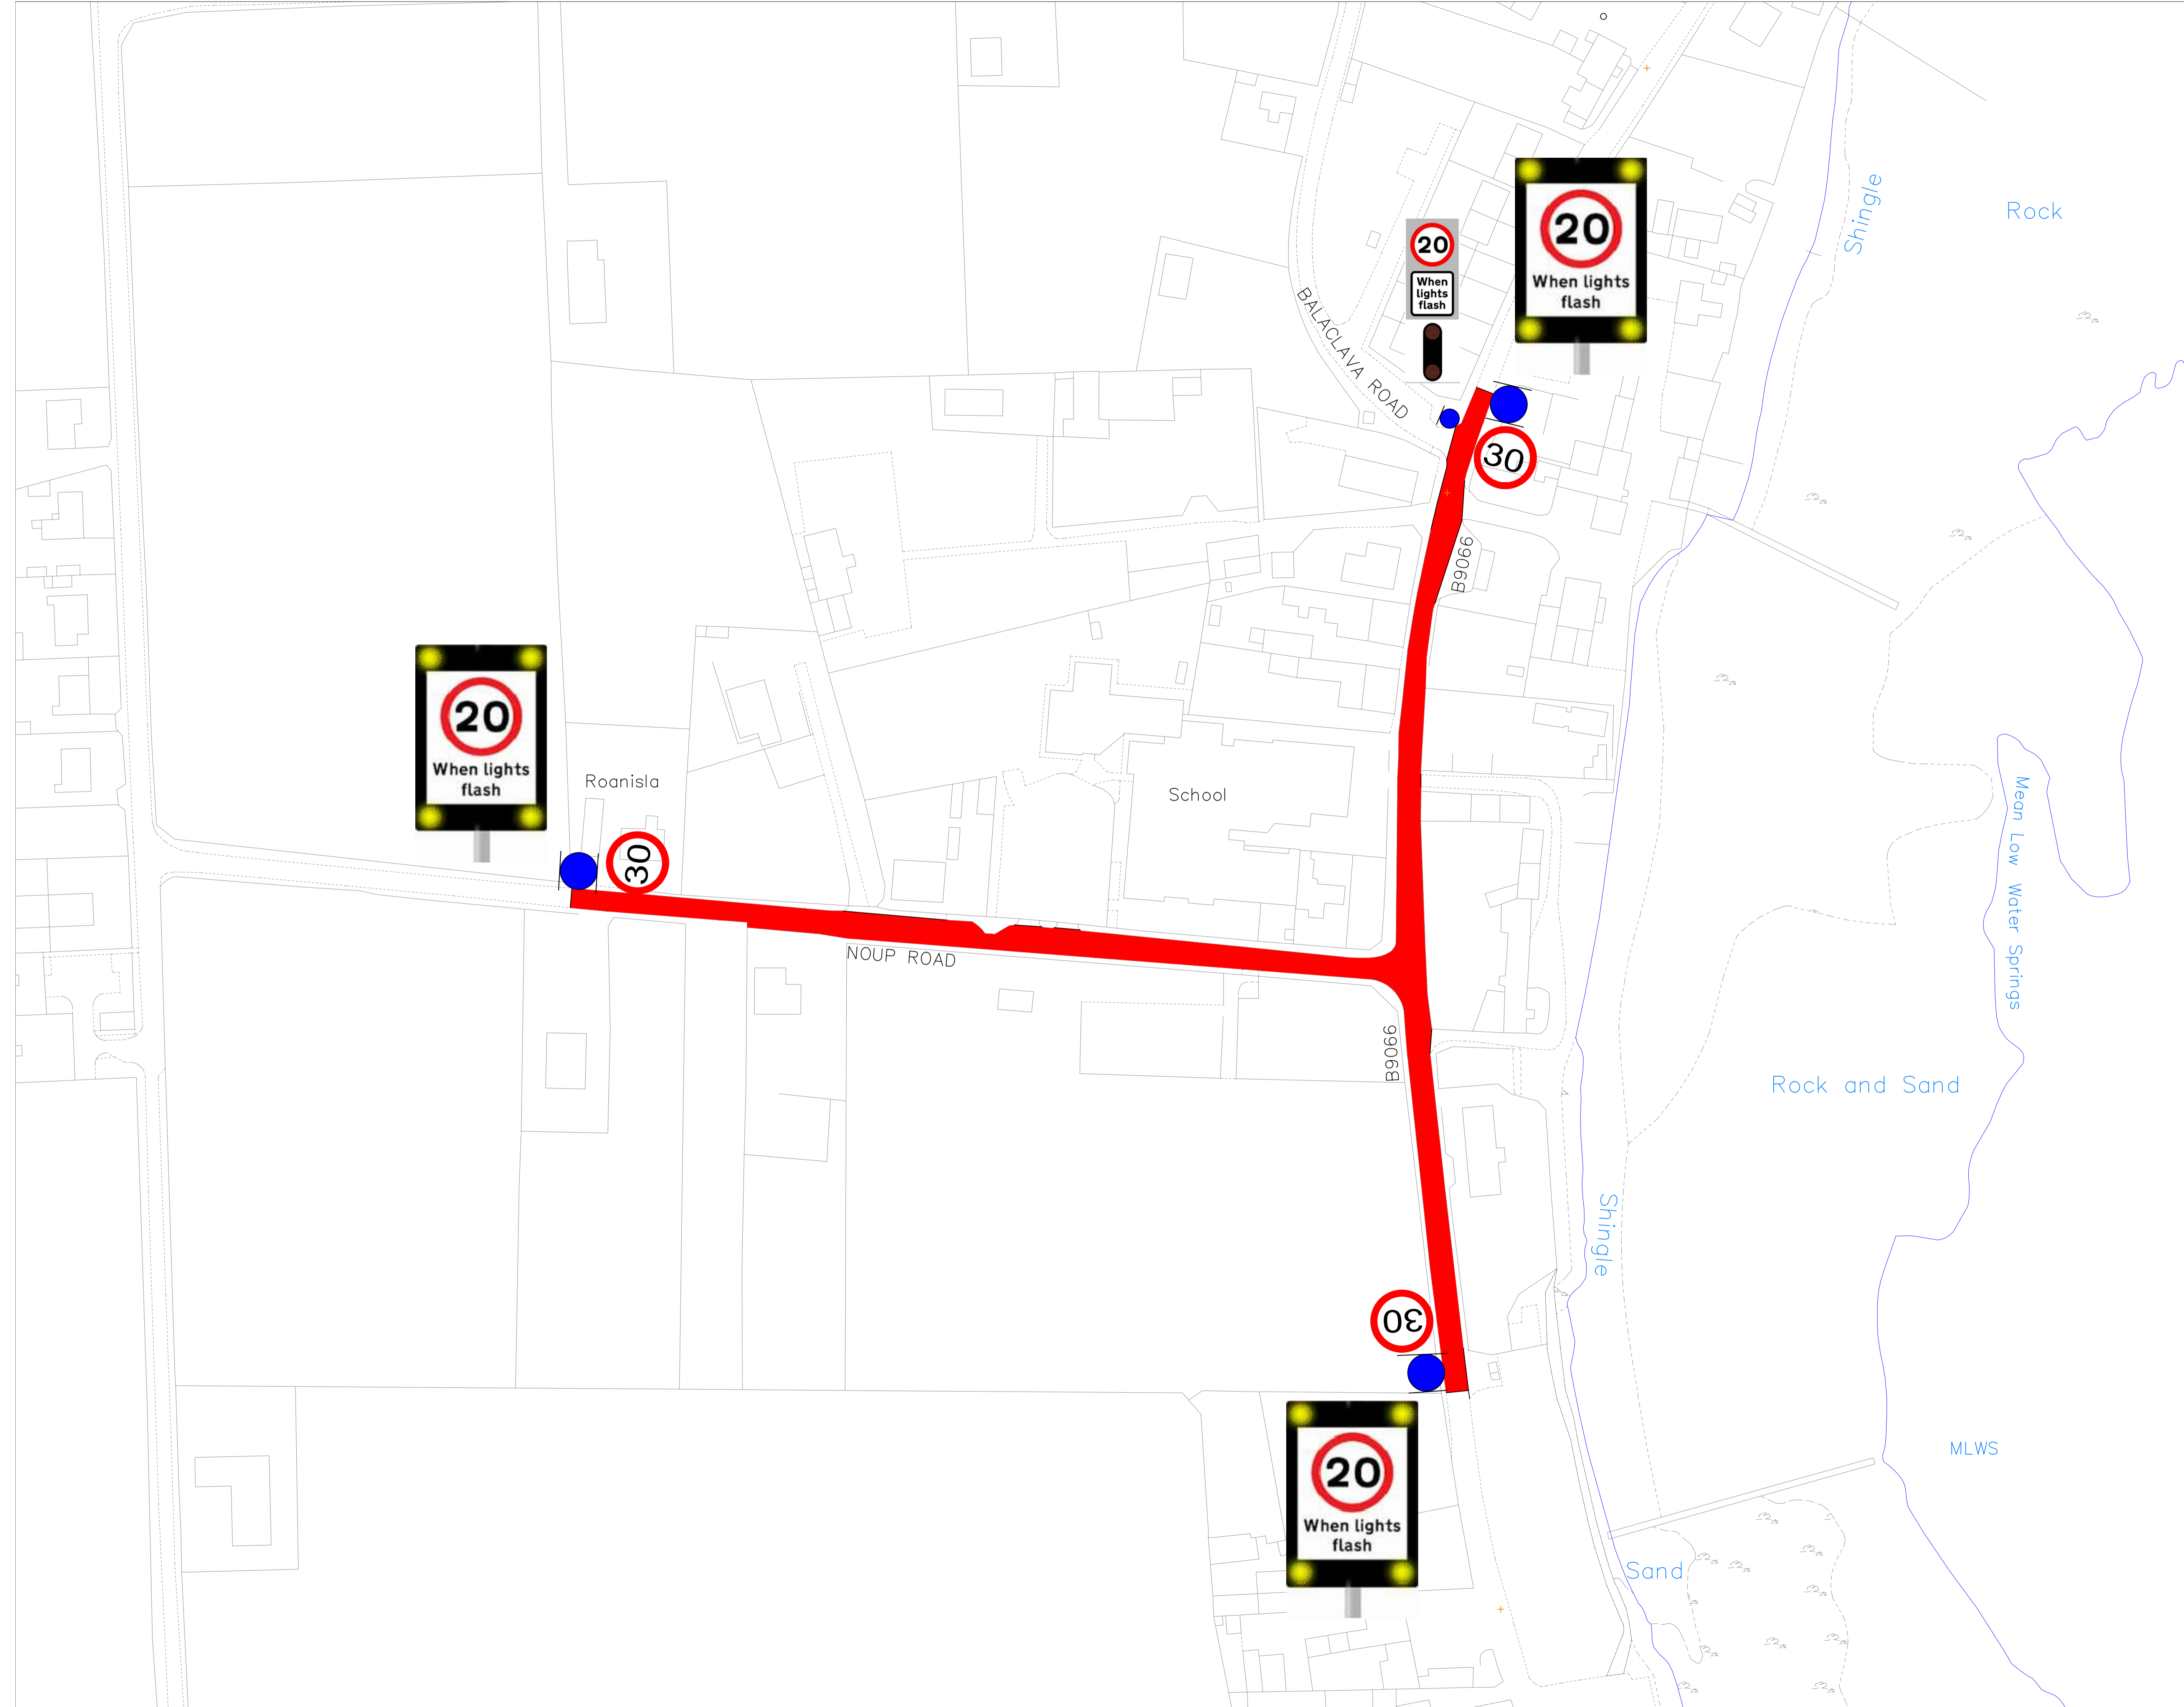 Shingle
Rock
20
When lights
flash
20
When
lights
flash
BALACLAVA ROAD
30
B9066
20
When lights
flash
Roanisla
School
Mean Low Water Springs
30
NOUP ROAD
B9066
Rock and Sand
Shingle
30
20
When lights
flash
MLWS
Sand